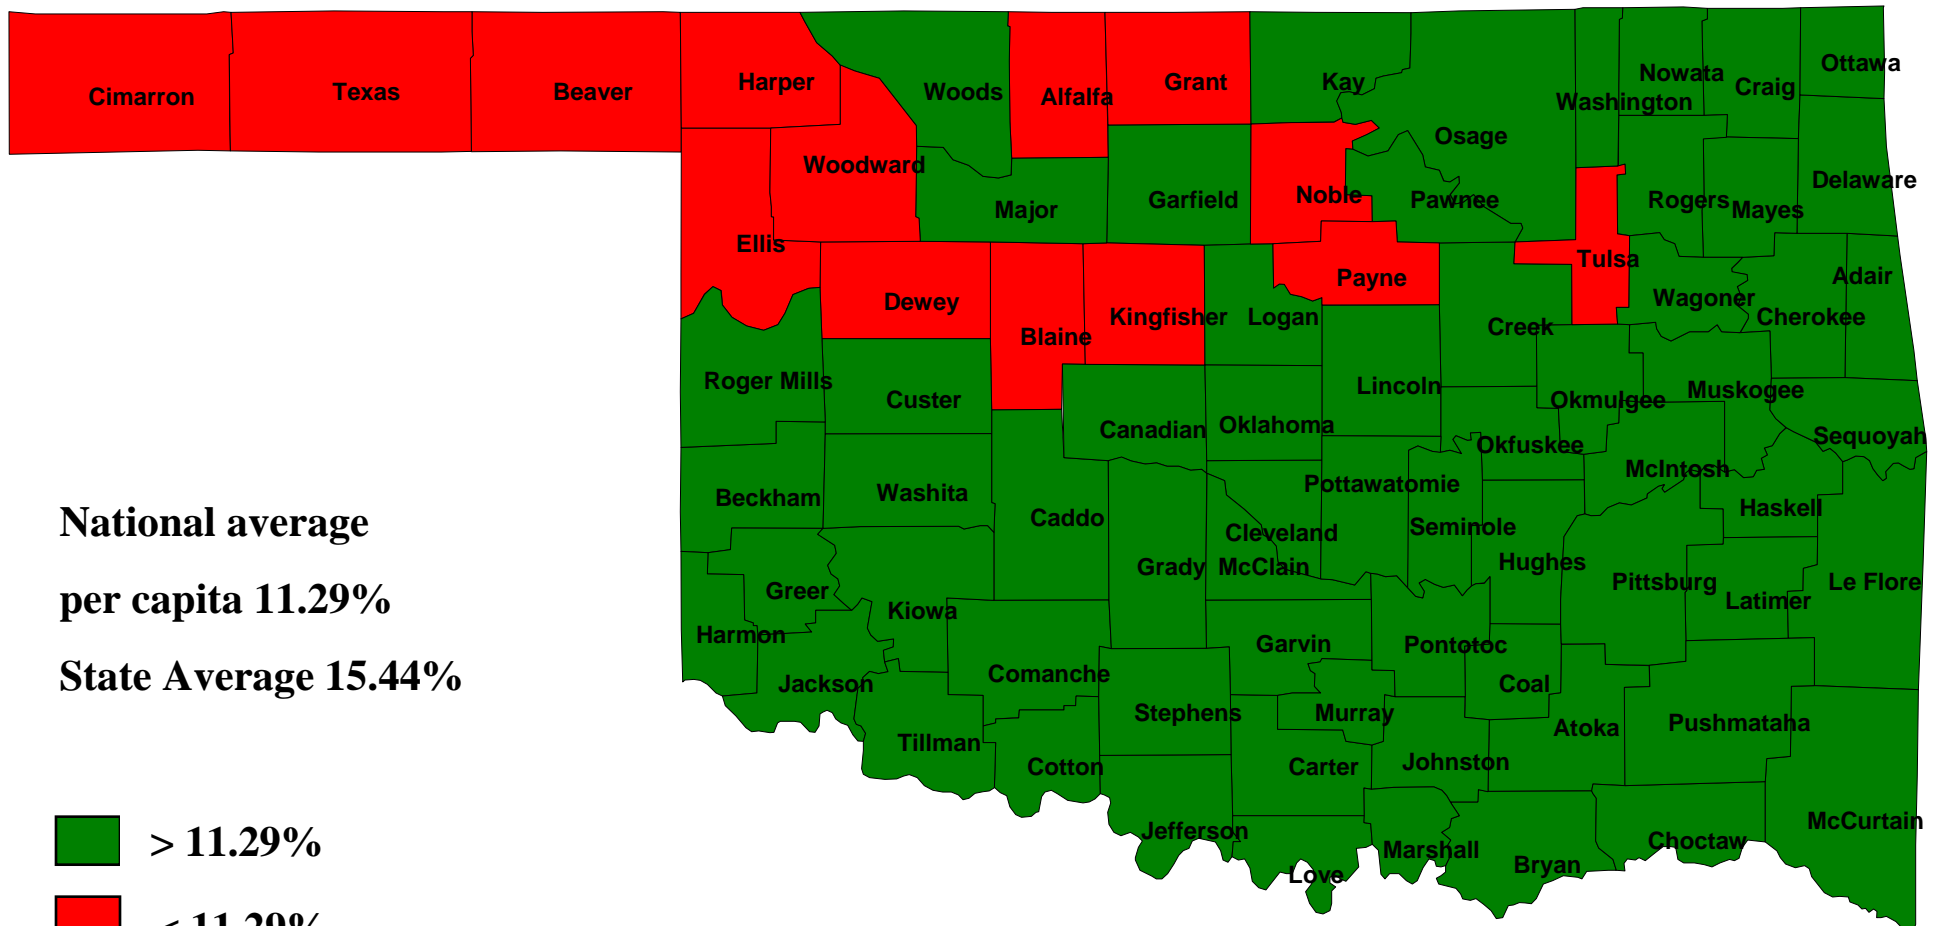 Cimarron
Texas
Beaver
Harper
Woods
Alfalfa
Grant
Kay
Osage
Washington
Nowata
Craig
Ottawa
Woodward
Ellis
Major
Garfield
Noble
Pawnee
Rogers
Mayes
Delaware
Dewey
Blaine
Kingfisher
Logan
Payne
Creek
Tulsa
Wagoner
Cherokee
Adair
Roger Mills
Custer
Canadian
Oklahoma
Lincoln
Okfuskee
Okmulgee
Muskogee
Sequoyah
Beckham
Washita
Caddo
Grady
McClain
Cleveland
Pottawatomie
Seminole
Hughes
McIntosh
Haskell
Pittsburg
Latimer
Le Flore
Harmon
Greer
Kiowa
Jackson
Comanche
Tillman
Cotton
Stephens
Garvin
Murray
Pontotoc
Coal
Carter
Johnston
Atoka
Pushmataha
McCurtain
Jefferson
Love
Marshall
Bryan
Choctaw
National average
per capita 11.29%
State Average 15.44%
> 11.29%
< 11.29%